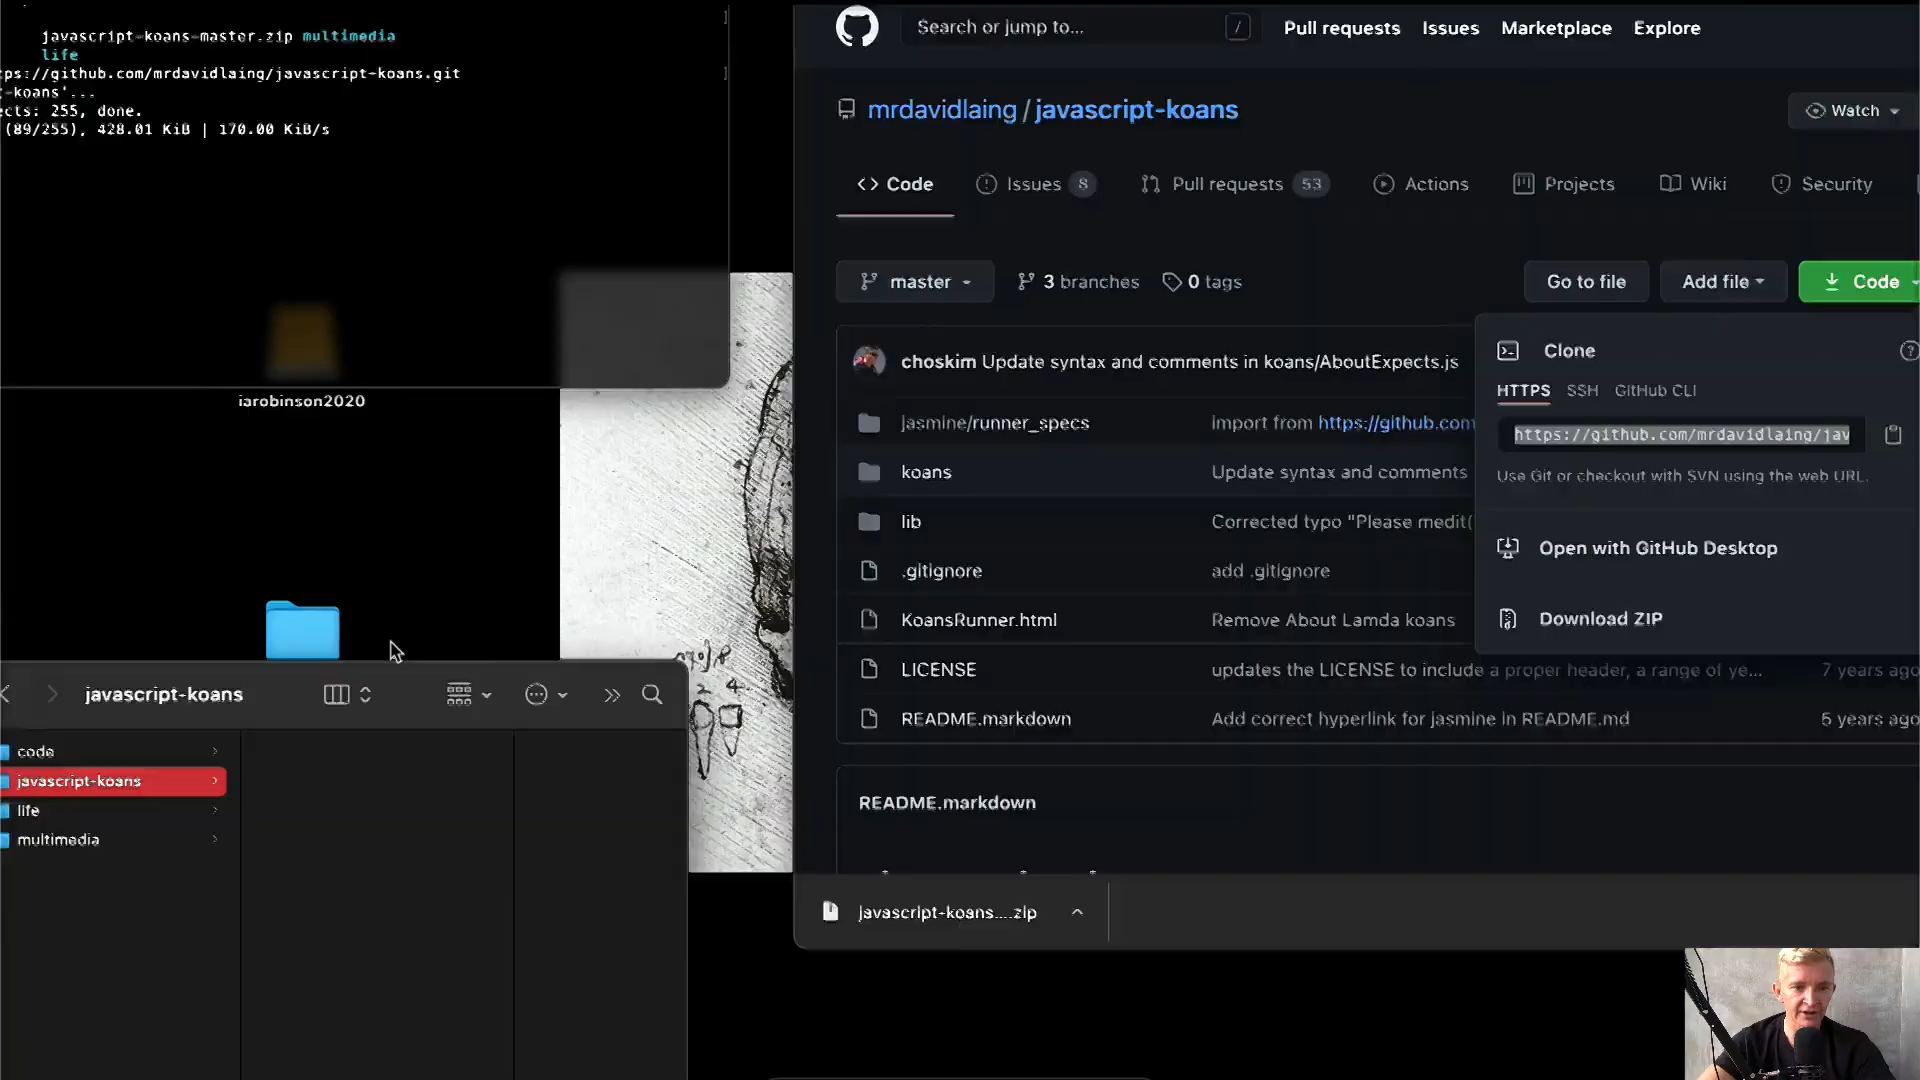 javascript-koans-master.zip multimedia
life
ps://github.com/mrdavidlaing/javascript-koans.git
-koans'...
ects: 255, done.
(89/255), 428.01 KiB | 170.00 KiB/s
iarobinson2020
javascript-koans
code
javascript-koans
life
multimedia
Search or jump to... /
Pull requests Issues Marketplace Explore
mrdavidlaing / javascript-koans
Watch
<> Code Issues 8 Pull requests 53 Actions Projects Wiki Security
master 3 branches 0 tags Go to file Add file Code
choskim Update syntax and comments in koans/AboutExpects.js
jasmine/runner_specs Import from https://github.com
koans Update syntax and comments
lib Corrected typo "Please medit(
.gitignore add .gitignore
KoansRunner.html Remove About Lamda koans
LICENSE updates the LICENSE to include a proper header, a range of ye... 7 years ago
README.markdown Add correct hyperlink for jasmine in README.md 5 years ago
Clone
HTTPS SSH GitHub CLI
https://github.com/mrdavidlaing/jav
Use Git or checkout with SVN using the web URL.
Open with GitHub Desktop
Download ZIP
README.markdown
javascript-koans....zip